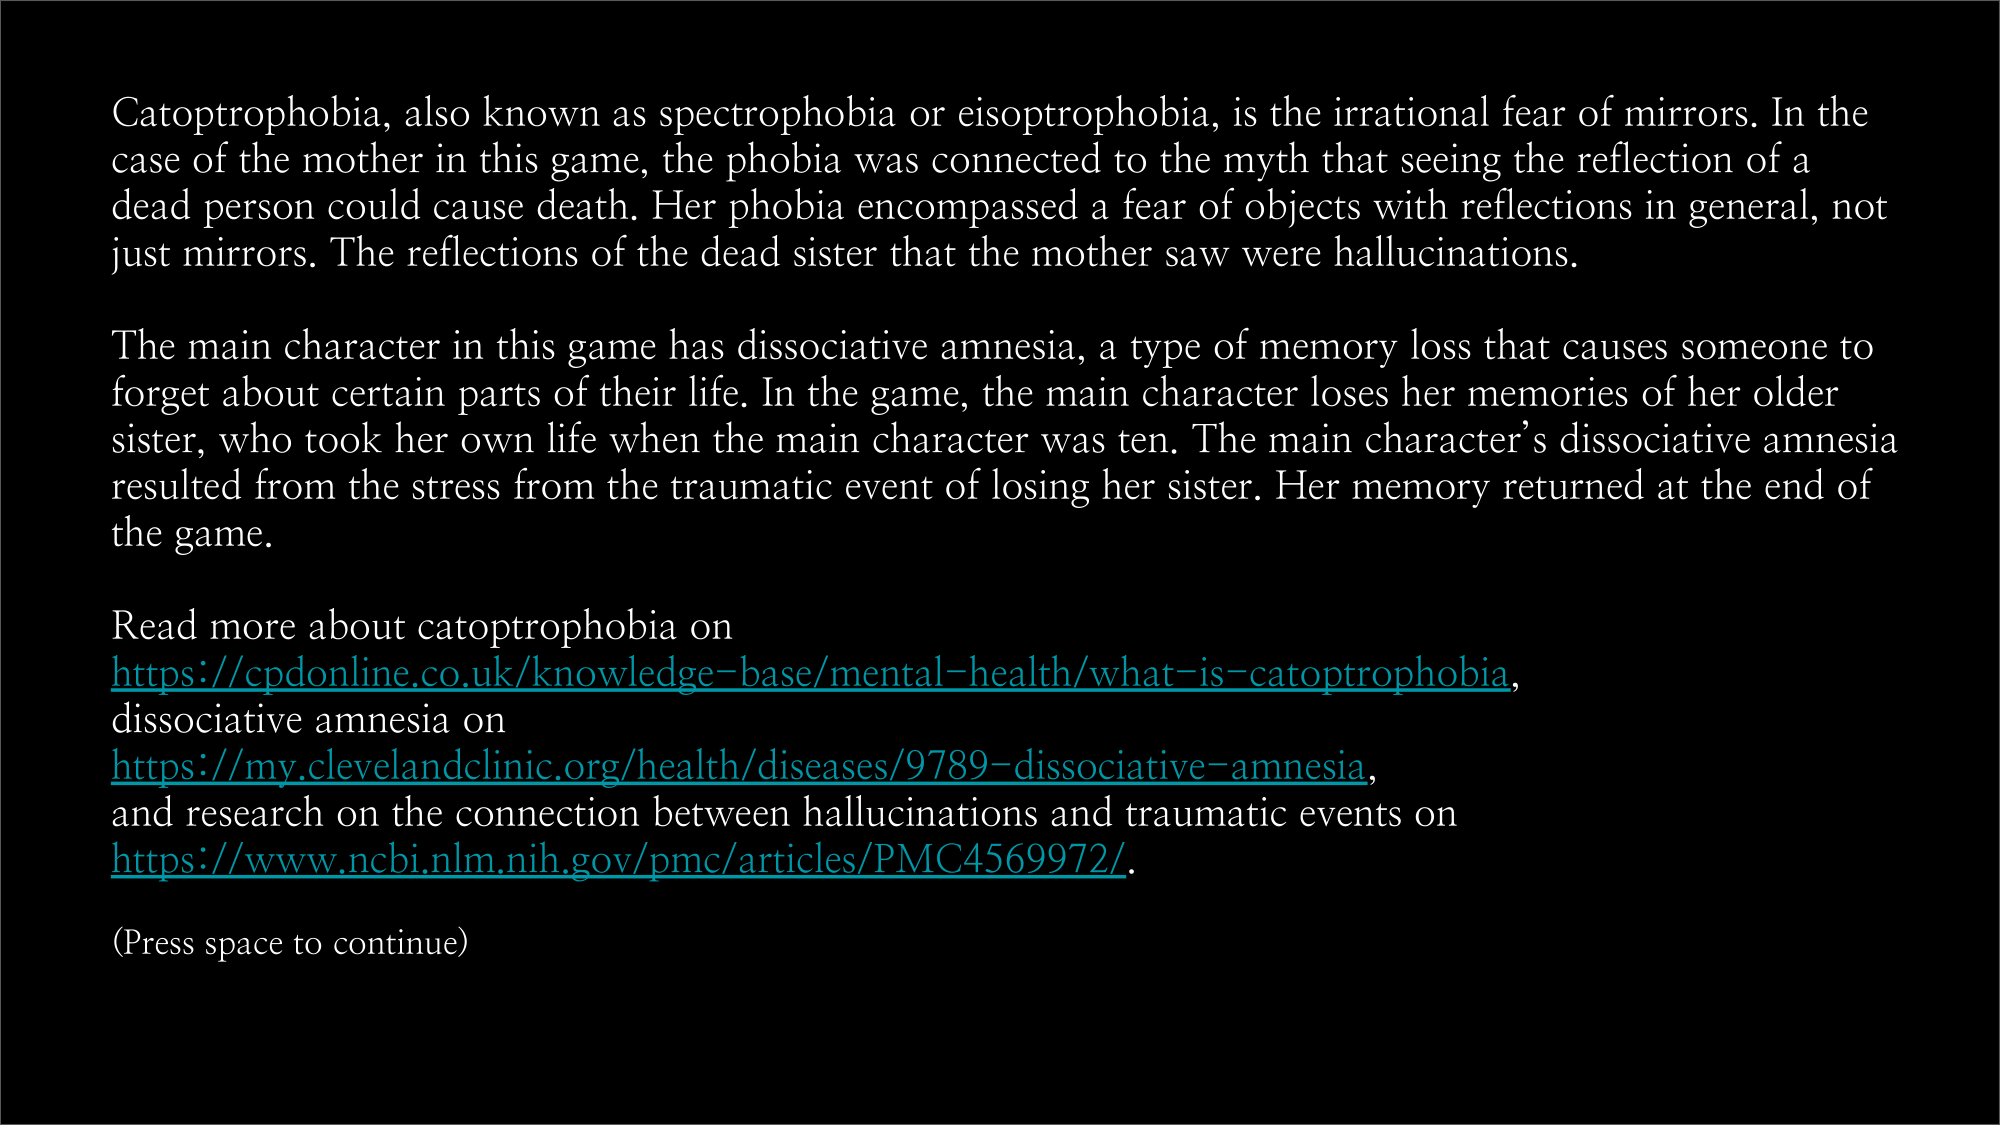 Catoptrophobia, also known as spectrophobia or eisoptrophobia, is the irrational fear of mirrors. In the
case of the mother in this game, the phobia was connected to the myth that seeing the reflection of a
dead person could cause death. Her phobia encompassed a fear of objects with reflections in general, not
just mirrors. The reflections of the dead sister that the mother saw were hallucinations.
The main character in this game has dissociative amnesia, a type of memory loss that causes someone to
forget about certain parts of their life. In the game, the main character loses her memories of her older
sister, who took her own life when the main character was ten. The main character’s dissociative amnesia
resulted from the stress from the traumatic event of losing her sister. Her memory returned at the end of
the game.
Read more about catoptrophobia on
https://cpdonline.co.uk/knowledge-base/mental-health/what-is-catoptrophobia,
dissociative amnesia on
https://my.clevelandclinic.org/health/diseases/9789-dissociative-amnesia,
and research on the connection between hallucinations and traumatic events on
https://www.ncbi.nlm.nih.gov/pmc/articles/PMC4569972/.
(Press space to continue)